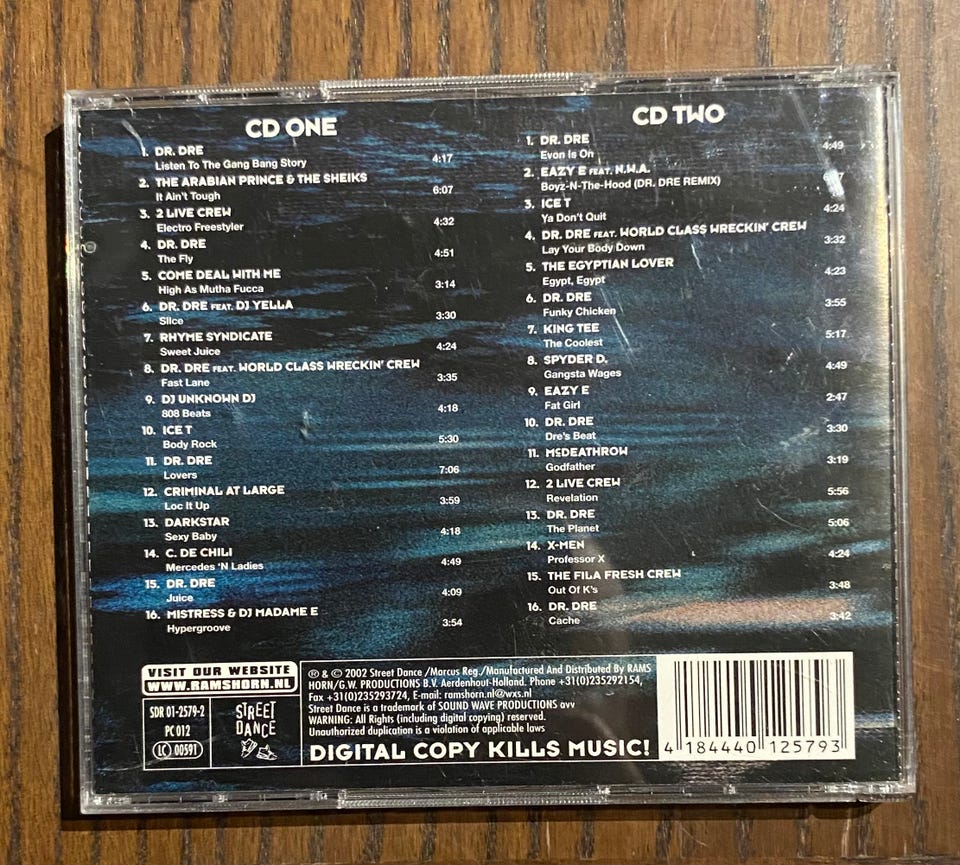 CD ONE
1. DR. DRE
Listen To The Gang Bang Story 4:17
2. THE ARABIAN PRINCE & THE SHEIKS
It Ain't Tough 6:07
3. 2 LIVE CREW
Electro Freestyler 4:32
4. DR. DRE
The Fly 4:51
5. COME DEAL WITH ME
High As Mutha Fucca 3:14
6. DR. DRE FEAT. DJ YELLA
Slice 3:30
7. RHYME SYNDICATE
Sweet Juice 4:24
8. DR. DRE FEAT. WORLD CLASS WRECKIN' CREW
Fast Lane 3:35
9. DJ UNKNOWN DJ
808 Beats 4:18
10. ICE T
Body Rock 5:30
11. DR. DRE
Lovers 7:06
12. CRIMINAL AT LARGE
Loc It Up 3:59
13. DARKSTAR
Sexy Baby 4:18
14. C. DE CHILI
Mercedes 'N Ladies 4:49
15. DR. DRE
Juice 4:09
16. MISTRESS & DJ MADAME E
Hypergroove 3:54
CD TWO
1. DR. DRE
Evon Is On 4:49
2. EAZY E FEAT. N.W.A.
Boyz-N-The-Hood (DR. DRE REMIX)
3. ICE T
Ya Don't Quit 4:24
4. DR. DRE FEAT. WORLD CLASS WRECKIN' CREW
Lay Your Body Down 3:32
5. THE EGYPTIAN LOVER
Egypt, Egypt 4:23
6. DR. DRE
Funky Chicken 3:55
7. KING TEE
The Coolest 5:17
8. SPYDER D.
Gangsta Wages 4:49
9. EAZY E
Fat Girl 2:47
10. DR. DRE
Dre's Beat 3:30
11. McDEATHROW
Godfather 3:19
12. 2 LIVE CREW
Revelation 5:56
13. DR. DRE
The Planet 5:06
14. X-MEN
Professor X 4:24
15. THE FILA FRESH CREW
Out Of K's 3:48
16. DR. DRE
Cache 3:42
VISIT OUR WEBSITE
WWW.RAMSHORN.NL
SDR 01-2579-2
PC 012
LC 00591
STREET
DANCE
℗ & © 2002 Street Dance /Marcus Reg./Manufactured And Distributed By RAMS
HORN/G.W. PRODUCTIONS B.V. Aerdenhout-Holland. Phone +31(0)235292154,
Fax +31(0)235293724, E-mail: ramshorn.nl@wxs.nl
Street Dance is a trademark of SOUND WAVE PRODUCTIONS avv
WARNING: All Rights (including digital copying) reserved.
Unauthorized duplication is a violation of applicable laws
DIGITAL COPY KILLS MUSIC!
4 184440 125793